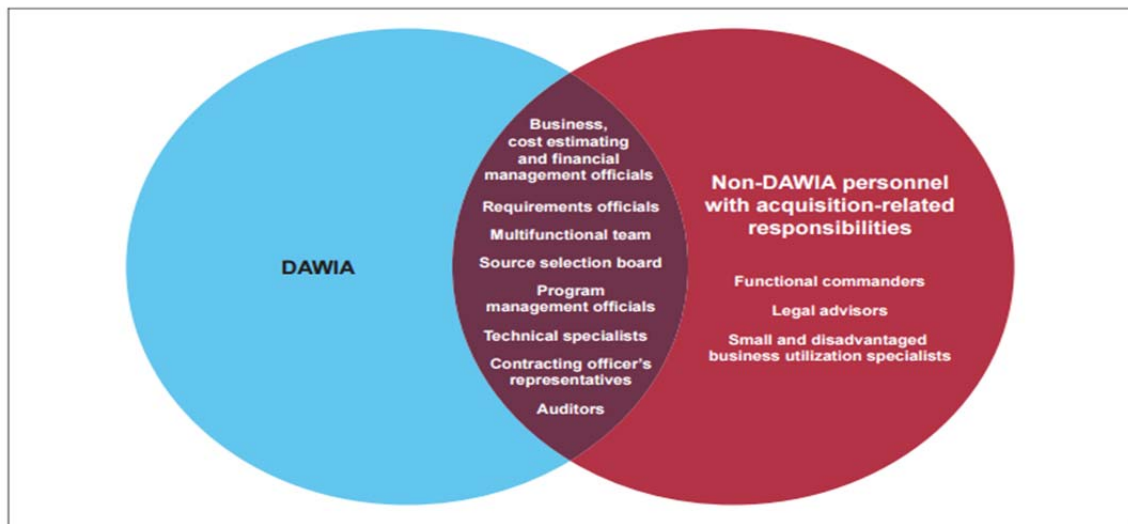 DAWIA
Business,
cost estimating
and financial
management officials
Requirements officials
Multifunctional team
Source selection board
Program
management officials
Technical specialists
Contracting officer's
representatives
Auditors
Non-DAWIA personnel
with acquisition-related
responsibilities
Functional commanders
Legal advisors
Small and disadvantaged
business utilization specialists